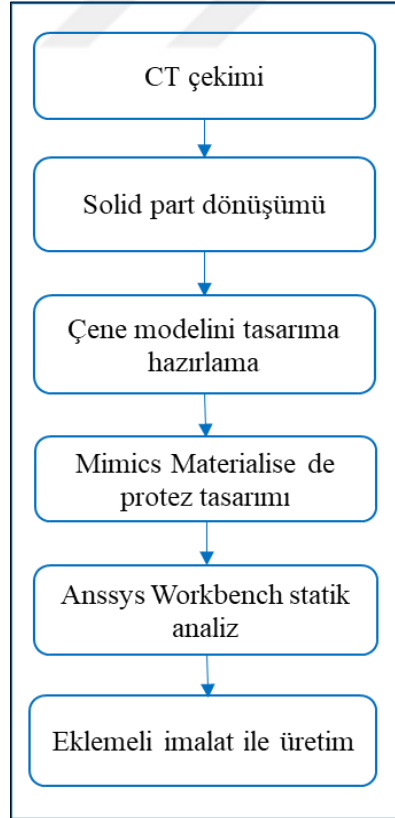 CT çekimi
Solid part dönüşümü
Çene modelini tasarıma
hazırlama
Mimics Materialise de
protez tasarımı
Anssys Workbench statik
analiz
Eklemeli imalat ile üretim